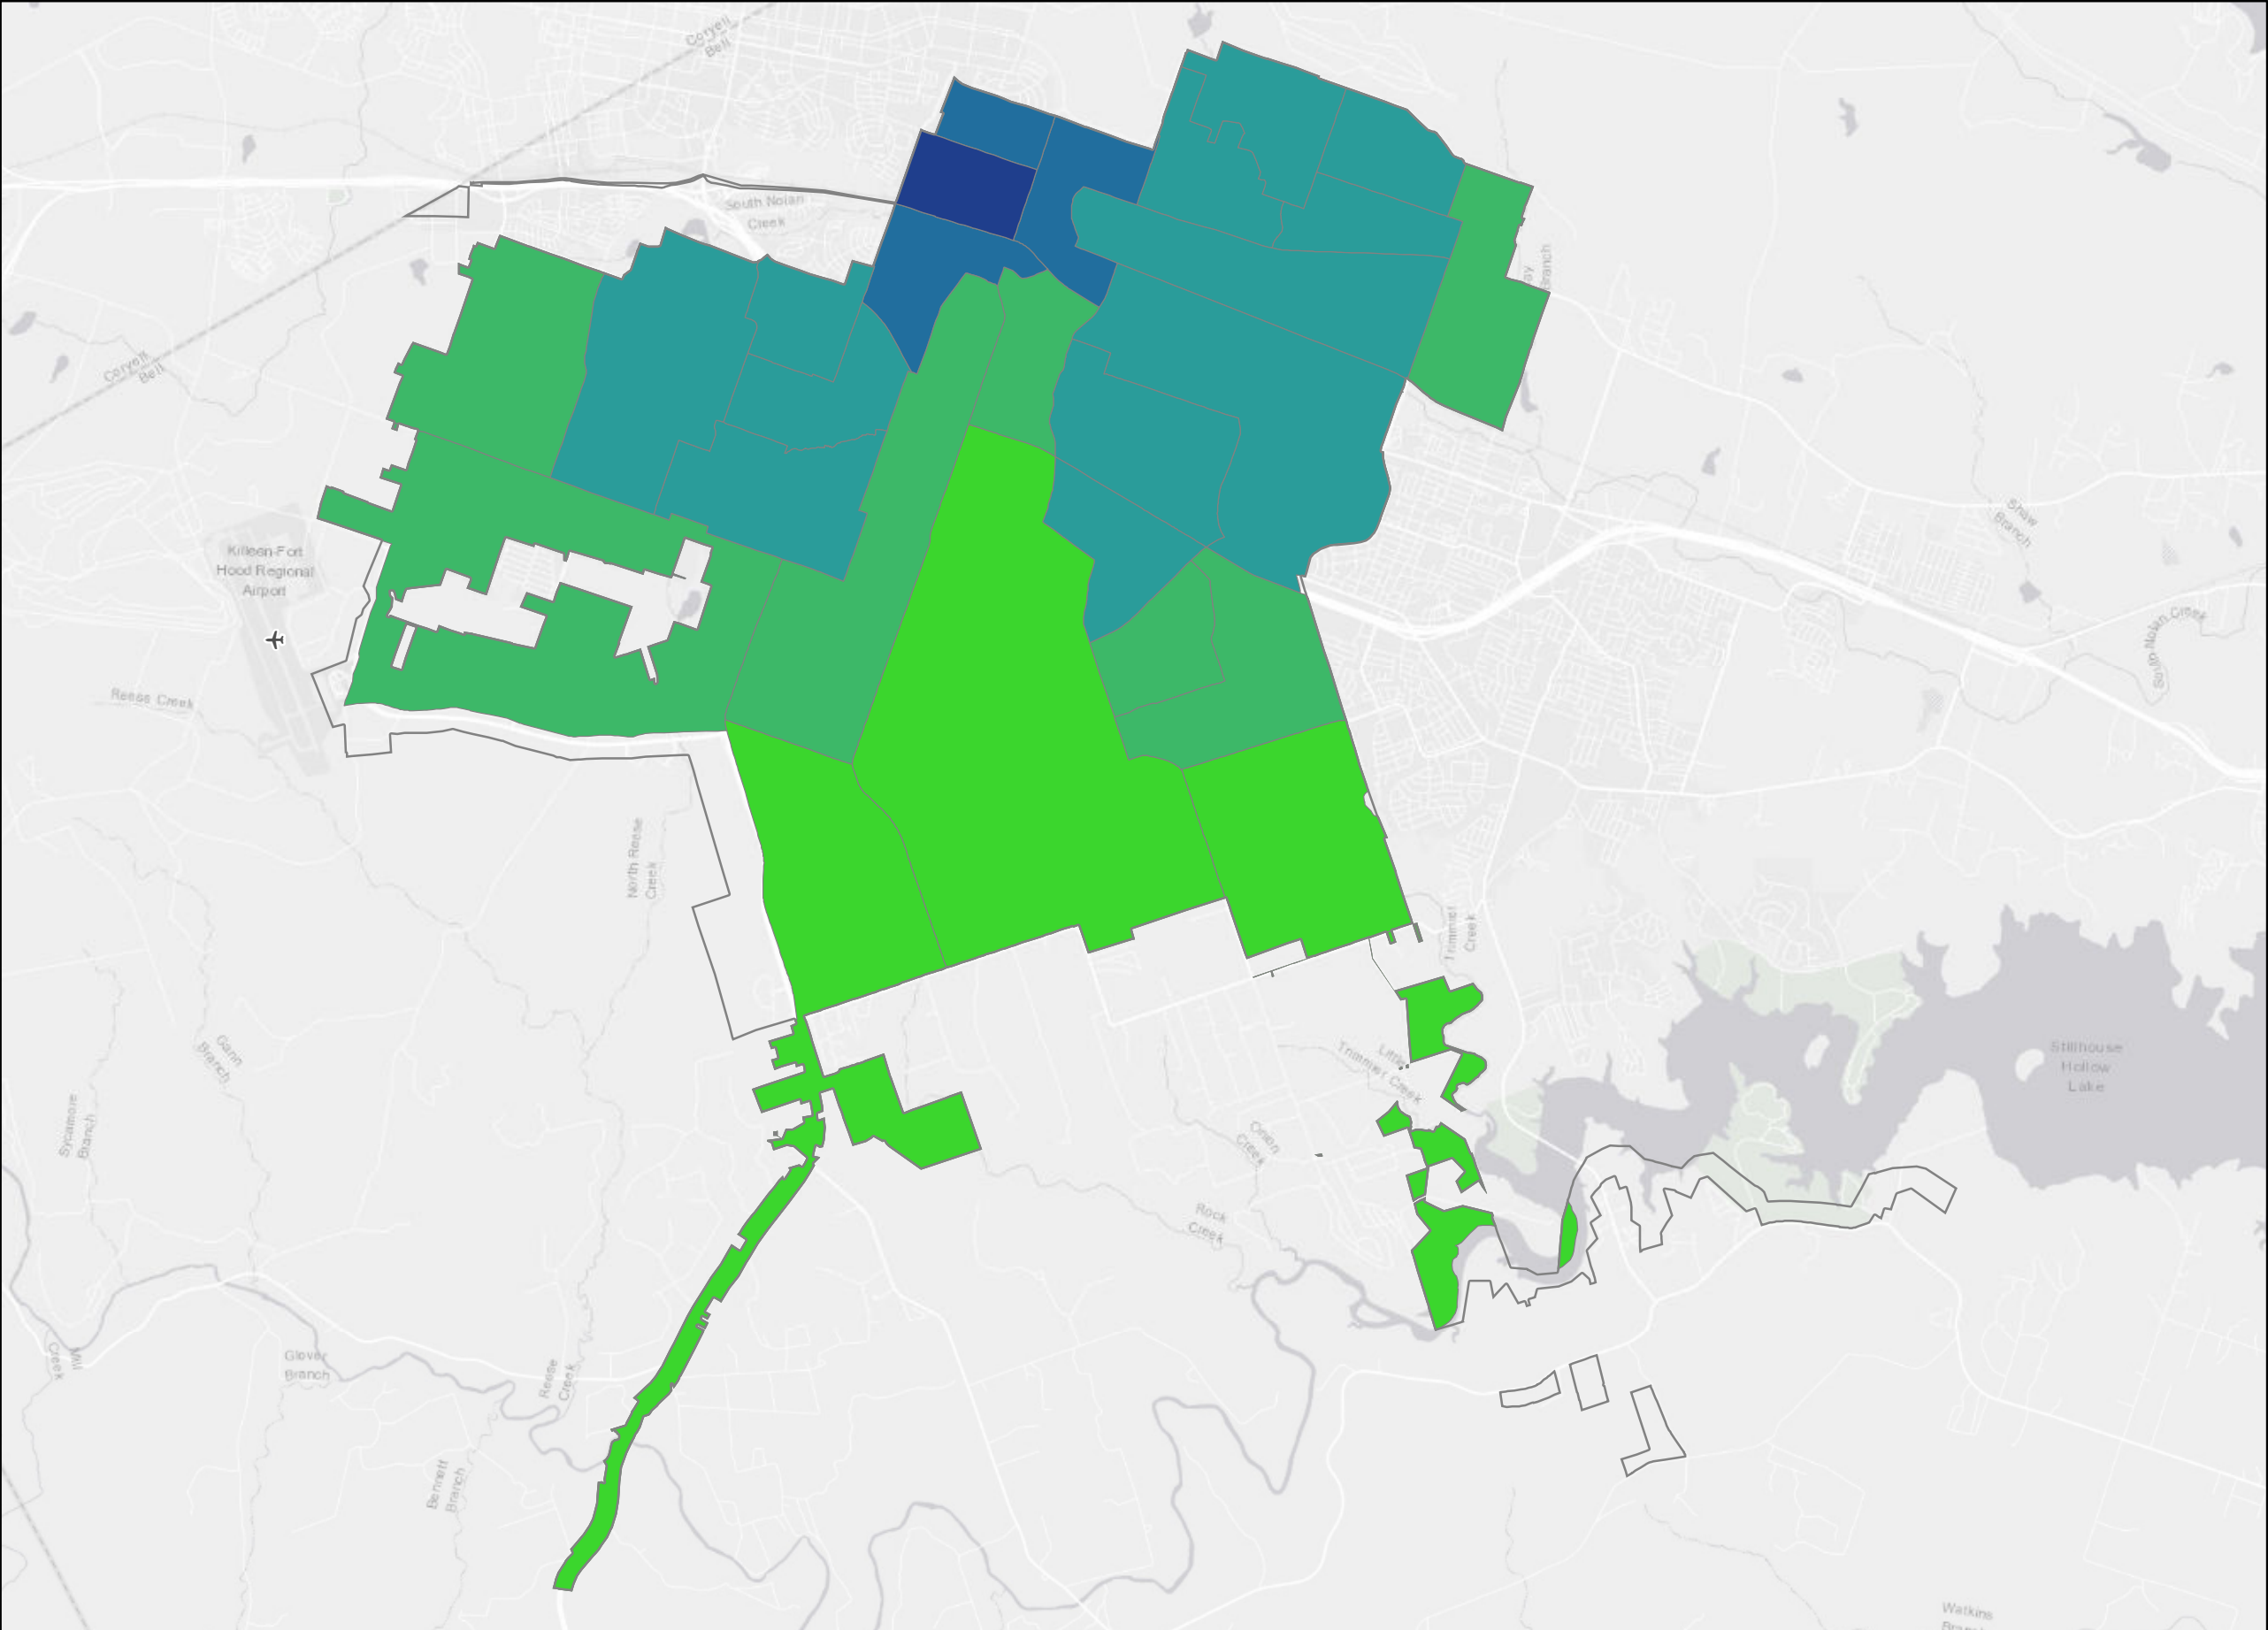 Coryell
Bell
South Nolan
Creek
Coryell
Bell
Branch
Killeen-Fort
Hood Regional
Airport
Shaw
Branch
South Nolan Creek
Reese Creek
North Reese
Creek
Trimmier
Creek
Gann
Branch
Sycamore
Branch
Little
Trimmier Creek
Stillhouse
Hollow
Lake
Onion
Creek
Rock
Creek
Mill
Creek
Glover
Branch
Reese
Creek
Bennett
Branch
Watkins